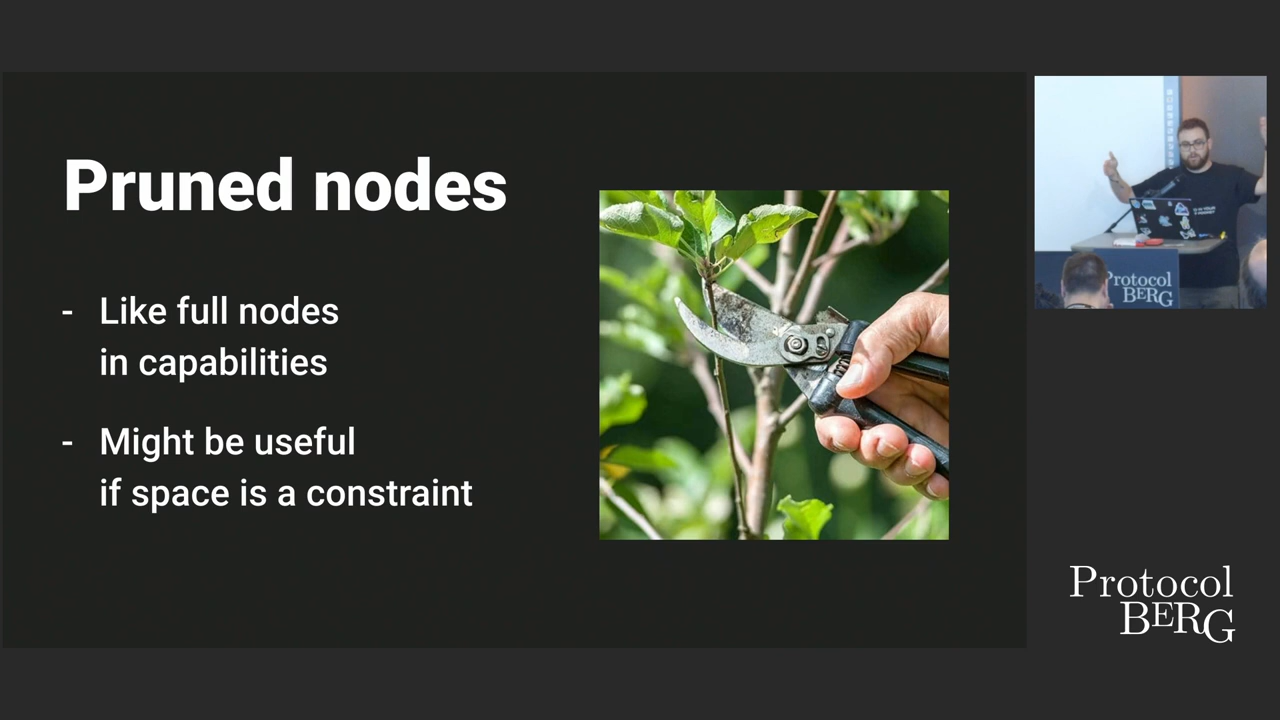 Pruned nodes
- Like full nodes
in capabilities
- Might be useful
if space is a constraint
Protocol
BERG
Protocol
BERG